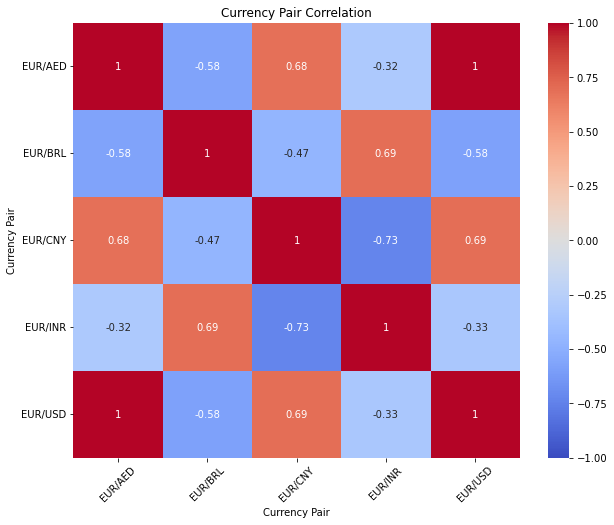 Currency Pair Correlation
EUR/AED 1 -0.58 0.68 -0.32 1
EUR/BRL -0.58 1 -0.47 0.69 -0.58
EUR/CNY 0.68 -0.47 1 -0.73 0.69
EUR/INR -0.32 0.69 -0.73 1 -0.33
EUR/USD 1 -0.58 0.69 -0.33 1
Currency Pair
EUR/AED EUR/BRL EUR/CNY EUR/INR EUR/USD
Currency Pair
1.00
0.75
0.50
0.25
0.00
−0.25
−0.50
−0.75
−1.00